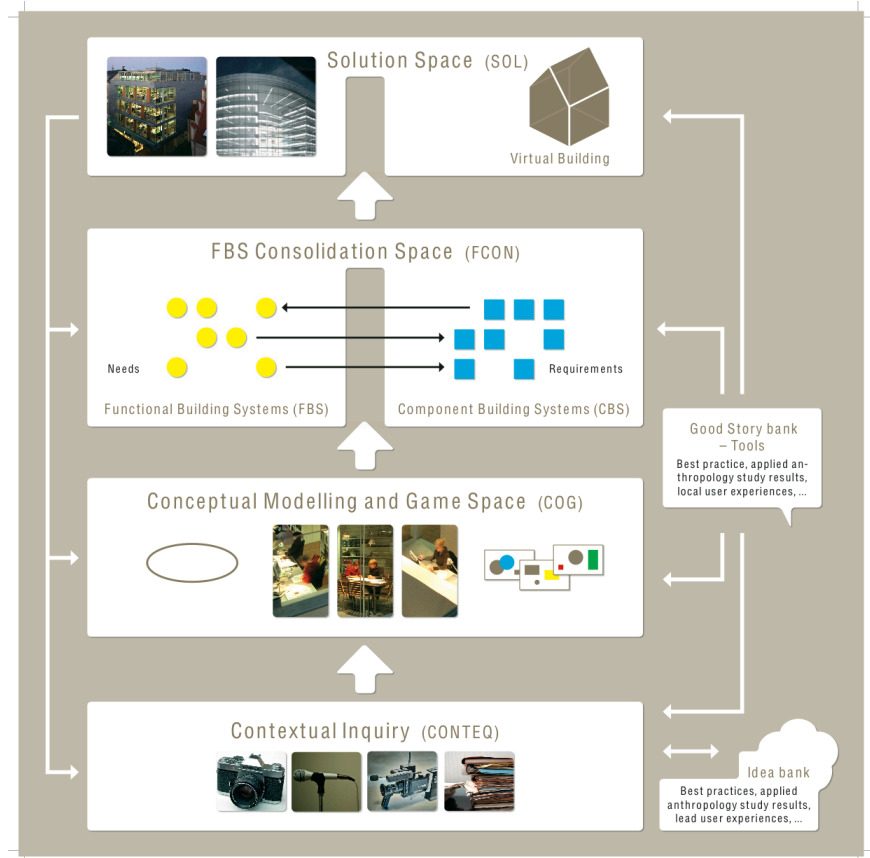 Solution Space (SOL)
Virtual Building
FBS Consolidation Space (FCON)
Needs
Requirements
Functional Building Systems (FBS)
Component Building Systems (CBS)
Good Story bank
– Tools
Best practice, applied an-
thropology study results,
local user experiences, ...
Conceptual Modelling and Game Space (COG)
Contextual Inquiry (CONTEQ)
Idea bank
Best practices, applied
anthropology study results,
lead user experiences, ...